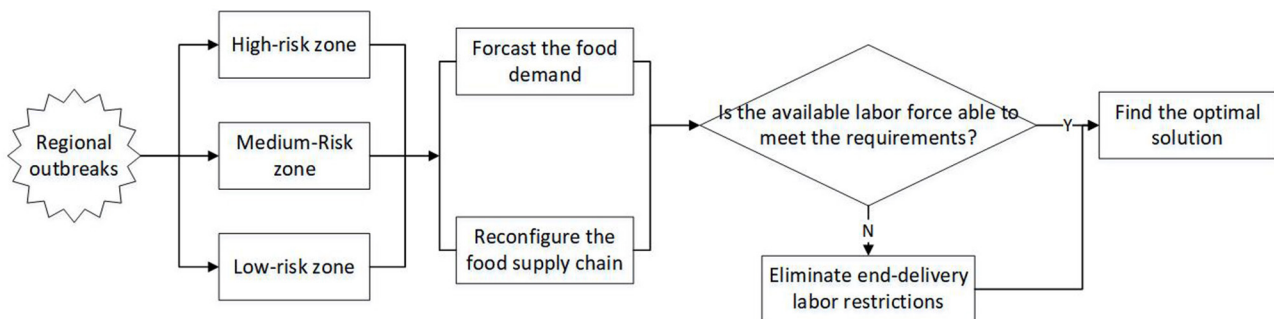 Regional
outbreaks
High-risk zone
Medium-Risk
zone
Low-risk zone
Forcast the food
demand
Reconfigure the
food supply chain
Is the available labor force able to
meet the requirements?
Y
N
Eliminate end-delivery
labor restrictions
Find the optimal
solution